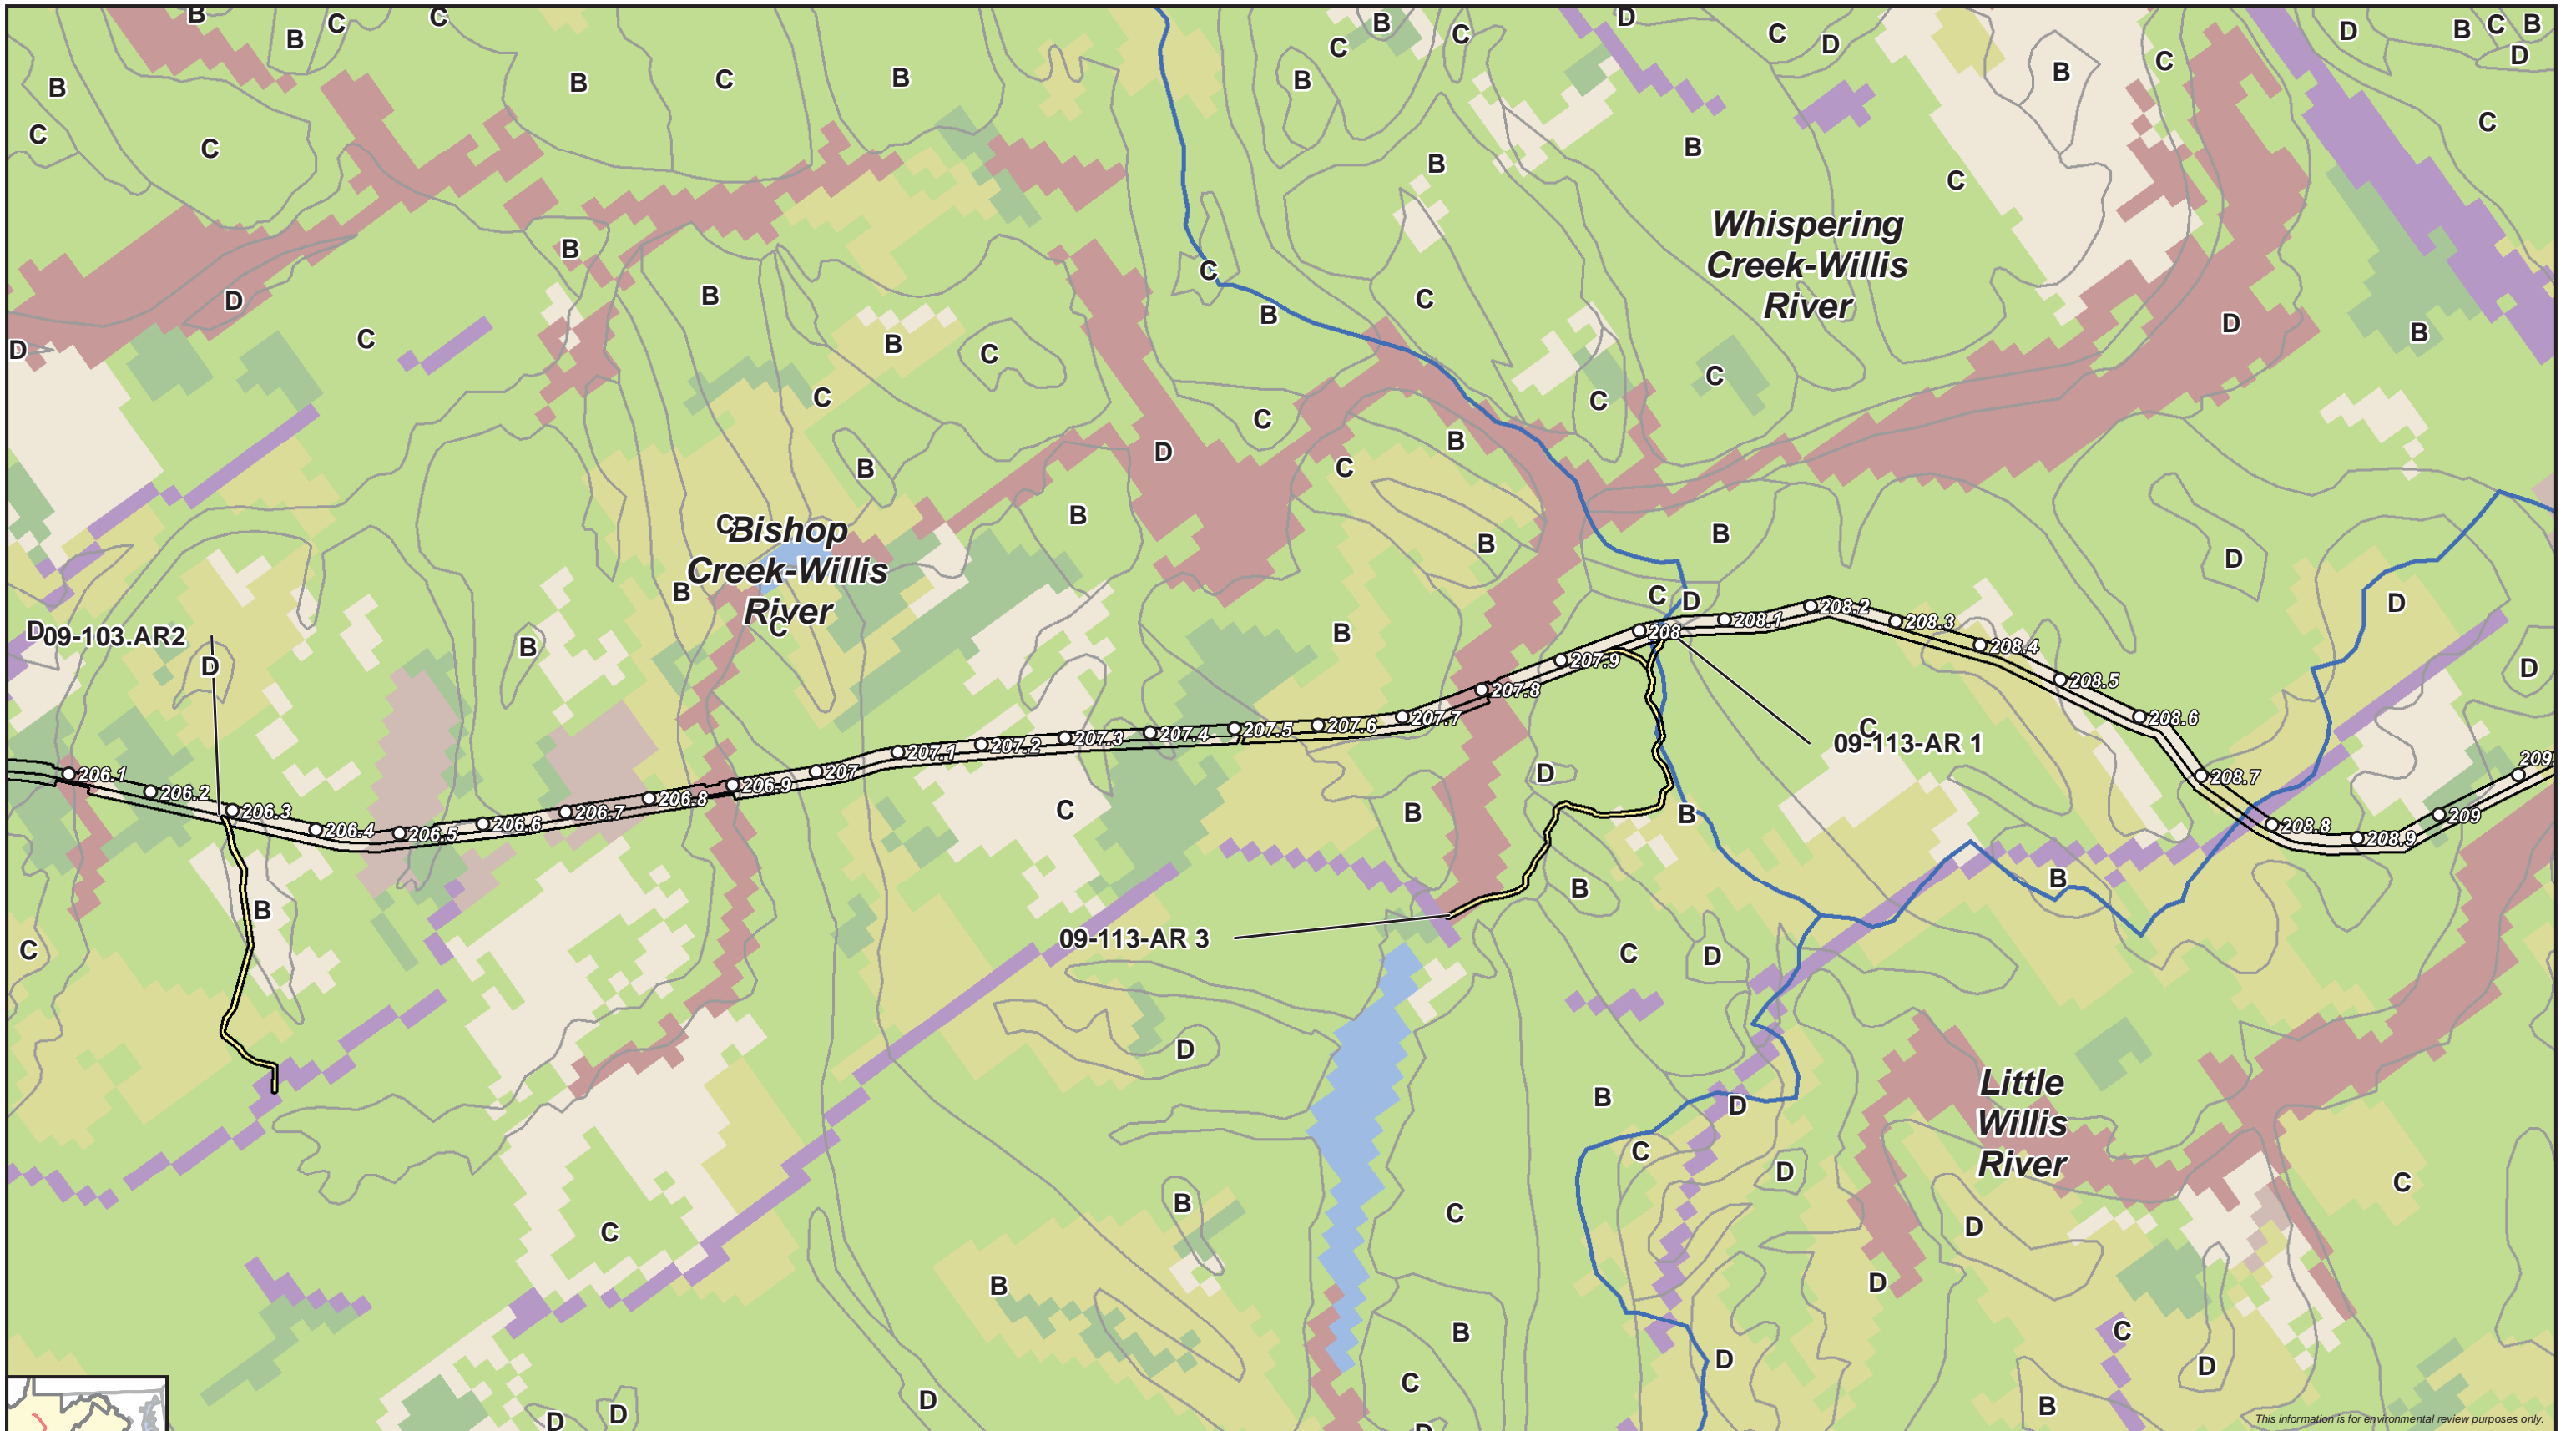 B
C
C
B
C
D
C
D
D
B
C
B
D
B
B
C
B
C
B
B
C
C
C
C
B
B
C
C
Whispering
Creek-Willis
River
B
D
C
B
C
B
D
B
D
C
B
C
B
C
C
C
C
B
D
B
C
B
C
Bishop
Creek-Willis
River
B
B
B
D
B
C
D
D
D
09-103.AR2
B
B
C
D
D
206.1
206.2
206.3
206.4
206.5
206.6
206.7
206.8
206.9
207
207.1
207.2
207.3
207.4
207.5
207.6
207.7
207.8
207.9
208
208.1
208.2
208.3
208.4
208.5
208.6
208.7
208.8
208.9
209
209
C
09-113-AR 1
D
C
B
B
B
B
B
C
09-113-AR 3
C
D
D
B
D
Little
Willis
River
C
D
C
B
C
D
C
B
D
B
C
D
D
C
D
B
D
D
D
This information is for environmental review purposes only.